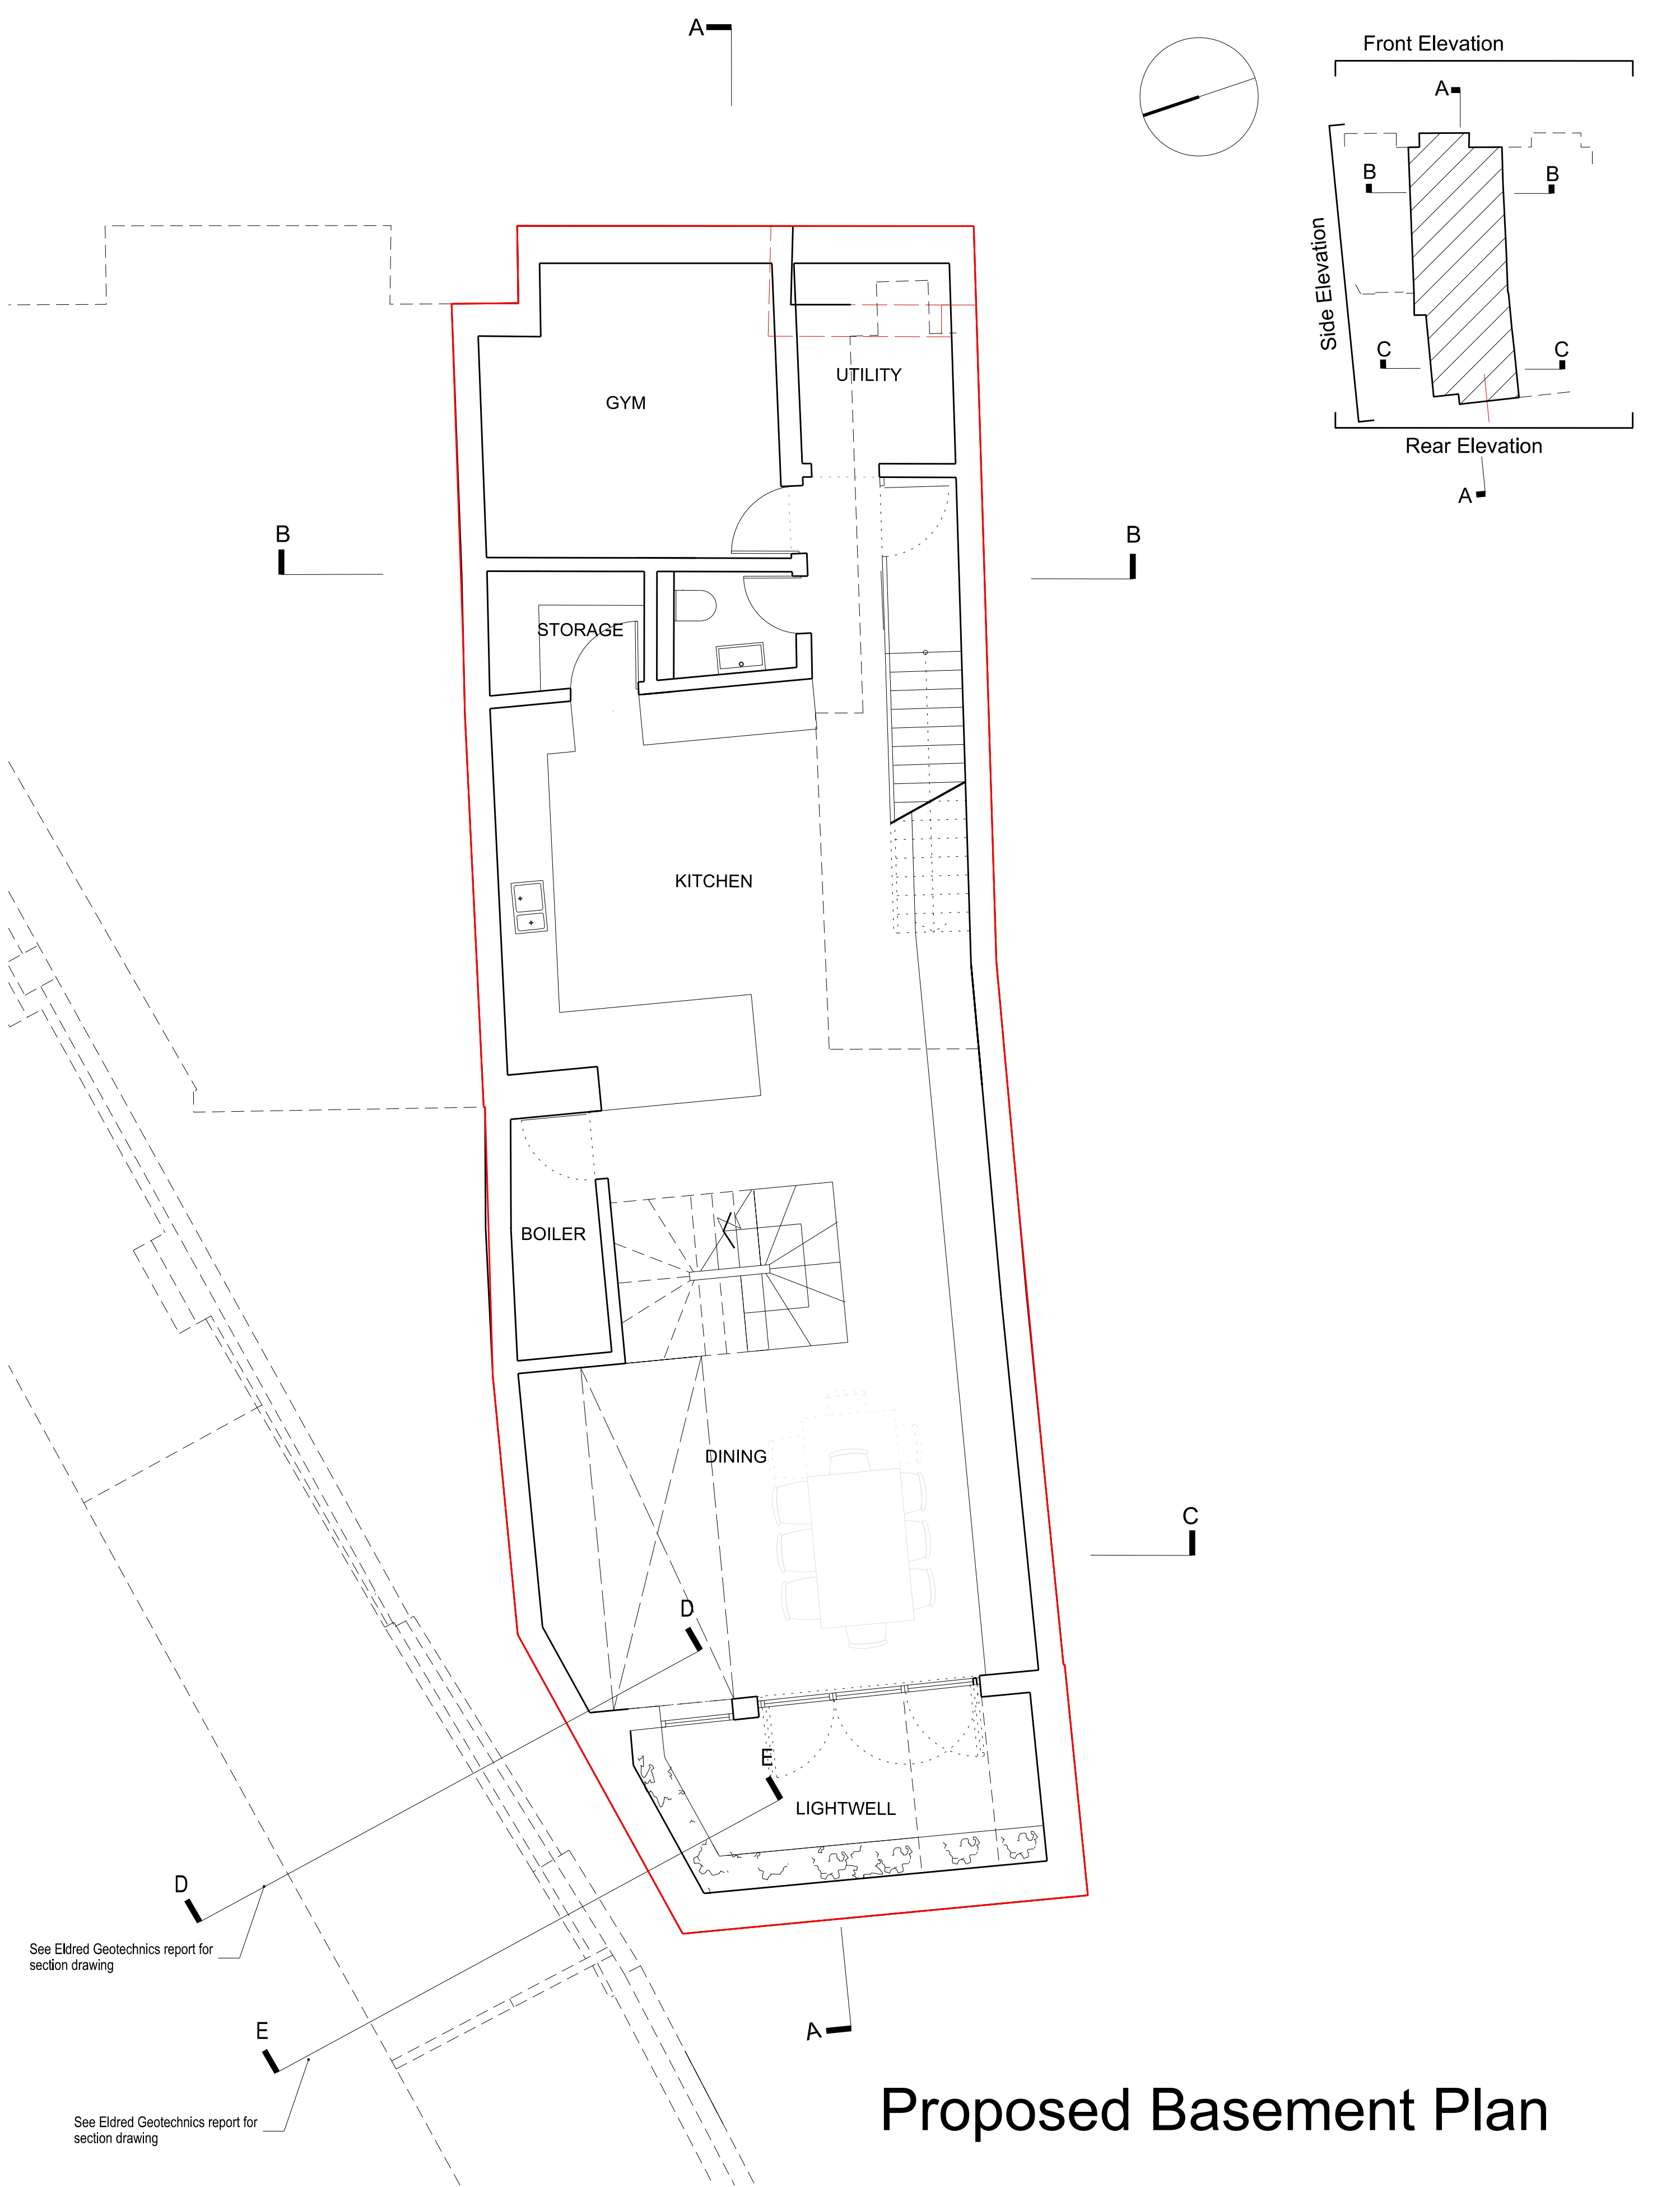 A
Front Elevation
A
B
B
Side Elevation
C
C
Rear Elevation
A
UTILITY
GYM
B
B
STORAGE
KITCHEN
BOILER
DINING
C
D
E
LIGHTWELL
D
See Eldred Geotechnics report for
section drawing
E
A
See Eldred Geotechnics report for
section drawing
Proposed Basement Plan